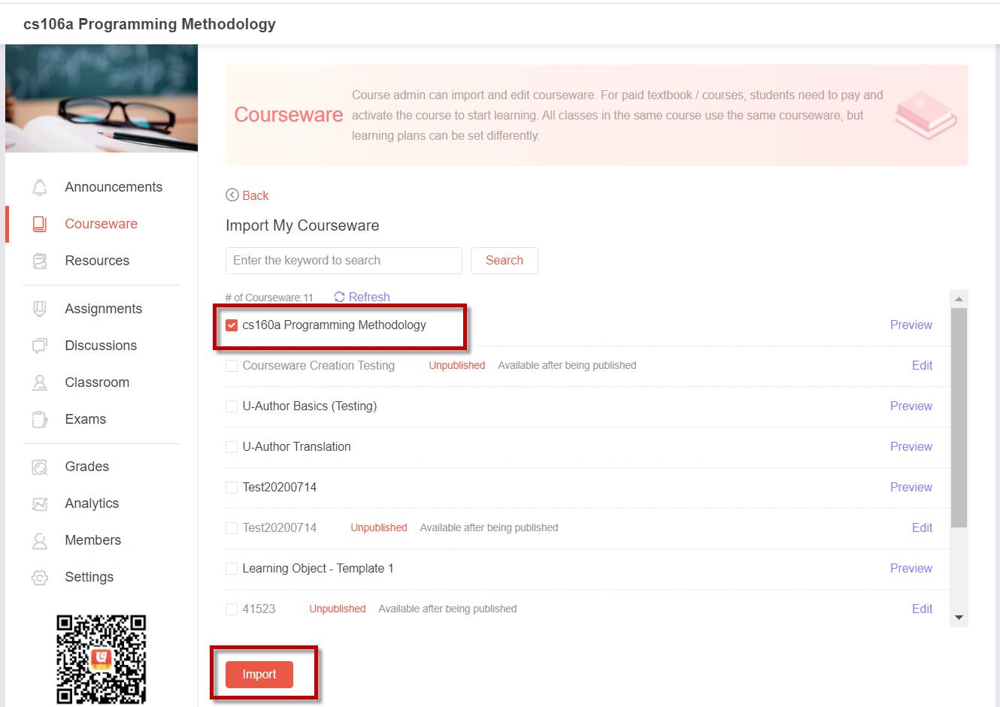 cs106a Programming Methodology
Announcements
Courseware
Resources
Assignments
Discussions
Classroom
Exams
Grades
Analytics
Members
Settings
Courseware
Course admin can import and edit courseware. For paid textbook / courses, students need to pay and
activate the course to start learning. All classes in the same course use the same courseware, but
learning plans can be set differently.
Back
Import My Courseware
Enter the keyword to search Search
# of Courseware:11 Refresh
cs160a Programming Methodology Preview
Courseware Creation Testing Unpublished Available after being published Edit
U-Author Basics (Testing) Preview
U-Author Translation Preview
Test20200714 Preview
Test20200714 Unpublished Available after being published Edit
Learning Object - Template 1 Preview
41523 Unpublished Available after being published Edit
Import